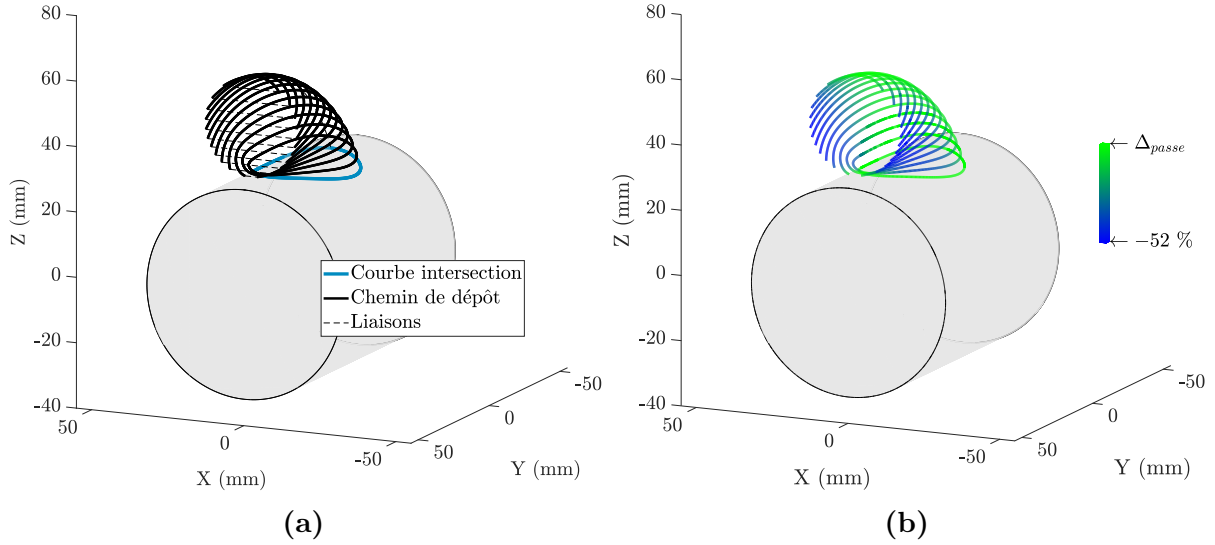 80
60
40
20
0
-20
-40
Z (mm)
50
0
-50
X (mm)
50
0
-50
Y (mm)
Courbe intersection
Chemin de dépôt
Liaisons
(a)
80
60
40
20
0
-20
-40
Z (mm)
50
0
-50
X (mm)
50
0
-50
Y (mm)
Δpasse
−52 %
(b)